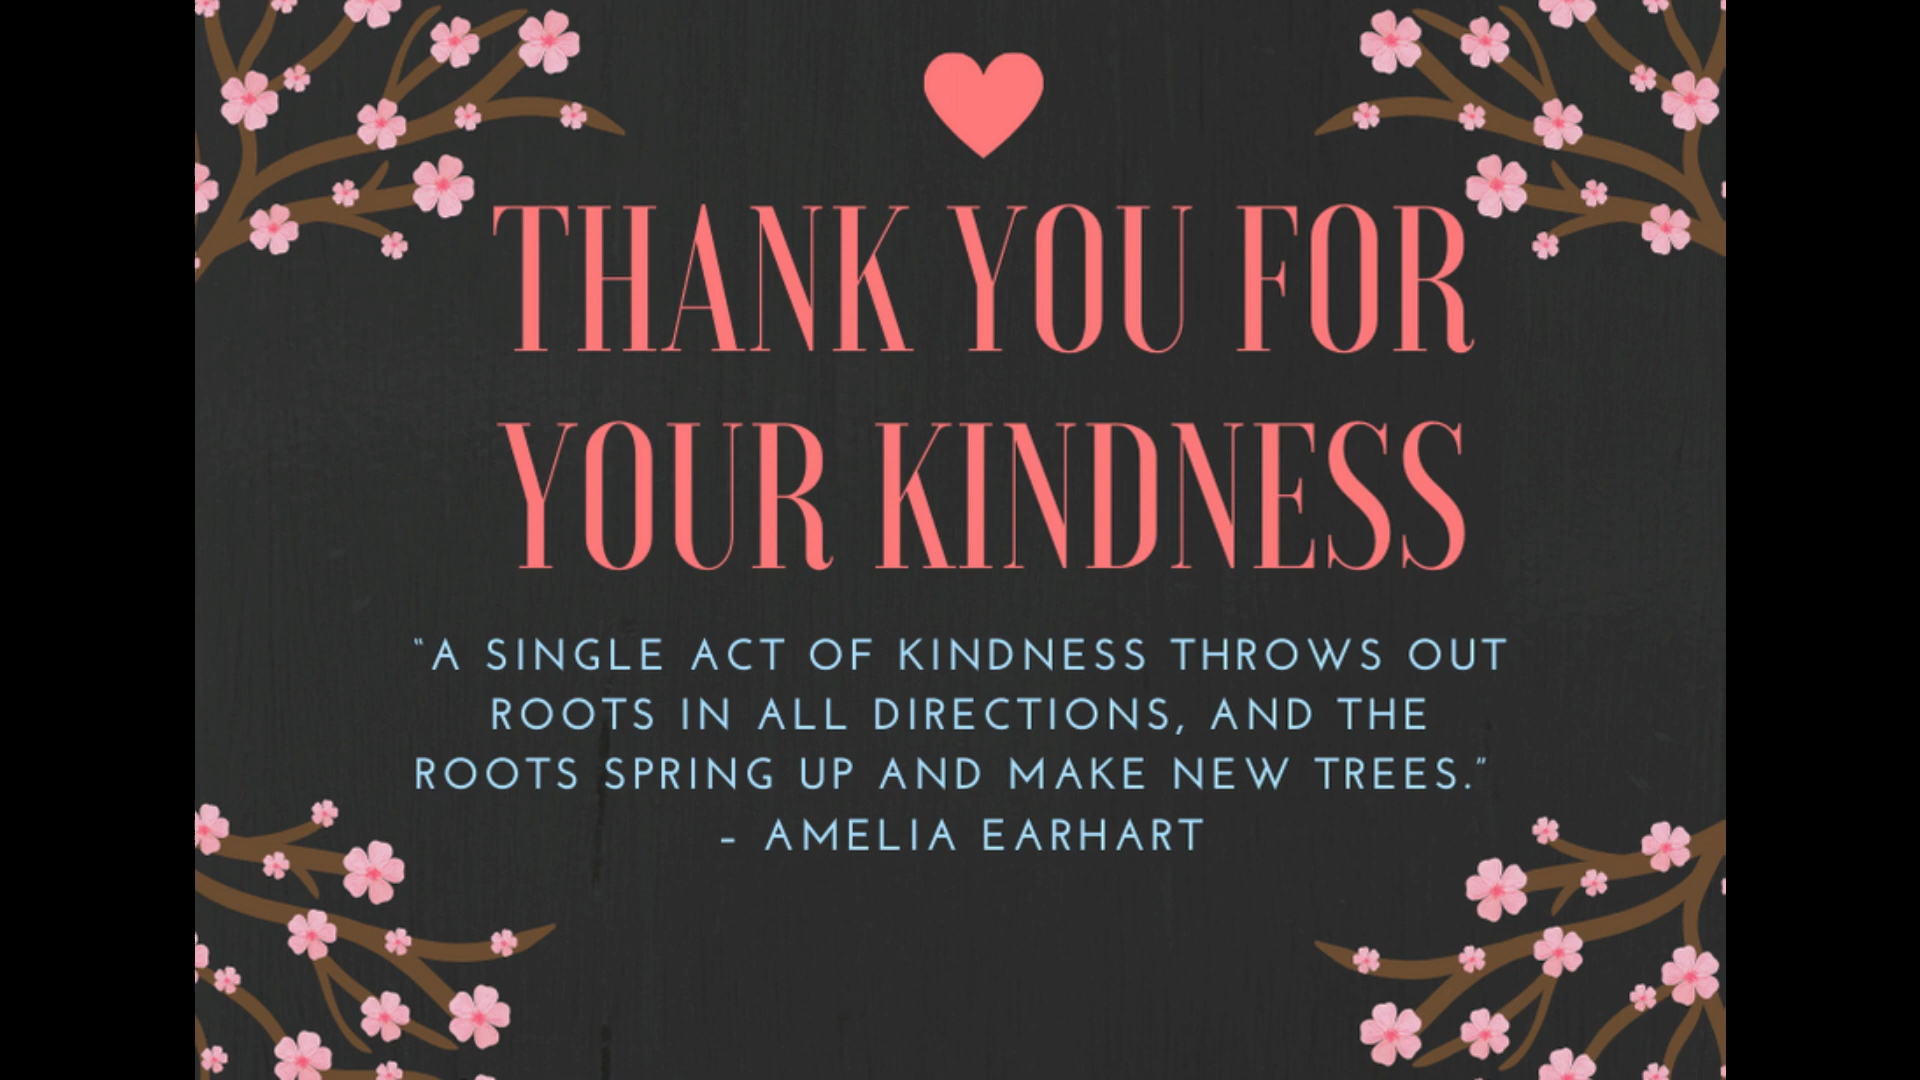 THANK YOU FOR
YOUR KINDNESS
“A SINGLE ACT OF KINDNESS THROWS OUT
ROOTS IN ALL DIRECTIONS, AND THE
ROOTS SPRING UP AND MAKE NEW TREES.”
– AMELIA EARHART